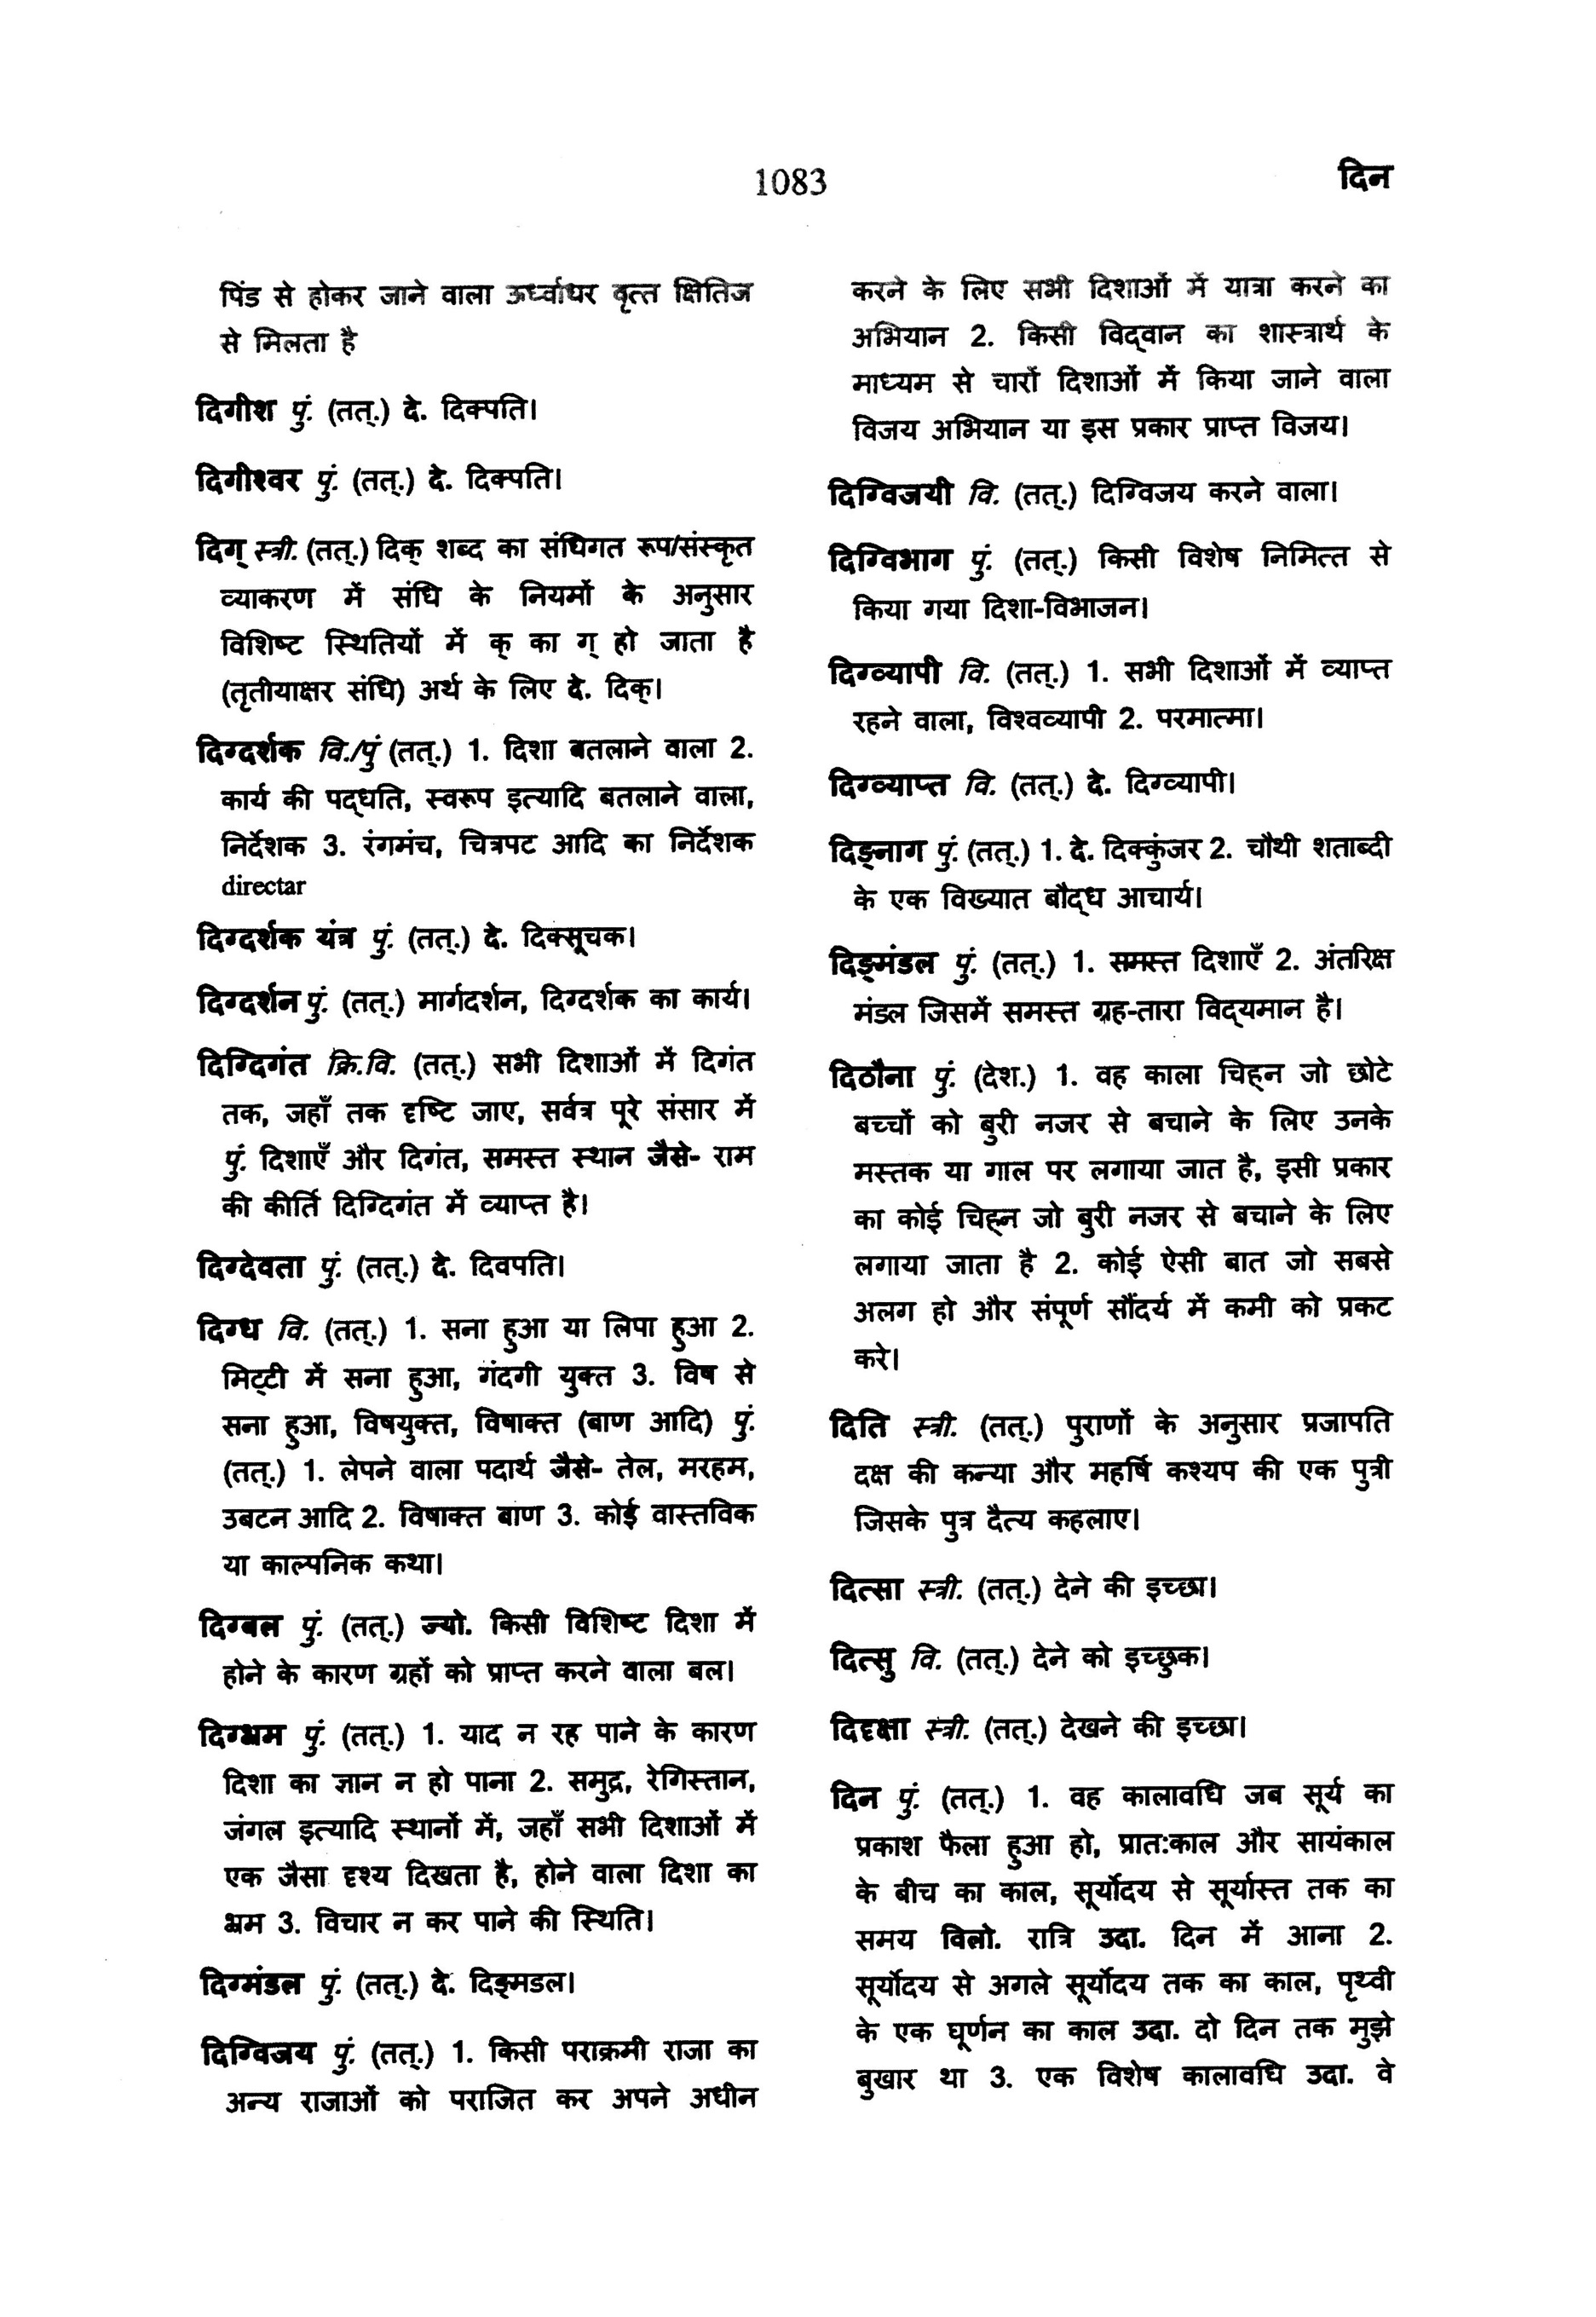 1083
दिन
पिंड से होकर जाने वाला ऊर्ध्वाधर वृत्त क्षितिज
से मिलता है
दिगीश पुं. (तत्.) दे. दिक्पति।
दिगीश्वर पुं. (तत्.) दे. दिक्पति।
दिग् स्त्री. (तत्.) दिक् शब्द का संधिगत रूप/संस्कृत
व्याकरण में संधि के नियमों के अनुसार
विशिष्ट स्थितियों में क् का ग् हो जाता है
(तृतीयाक्षर संधि) अर्थ के लिए दे. दिक्।
दिग्दर्शक वि./पुं (तत्.) 1. दिशा बतलाने वाला 2.
कार्य की पद्धति, स्वरूप इत्यादि बतलाने वाला,
निर्देशक 3. रंगमंच, चित्रपट आदि का निर्देशक
directar
दिग्दर्शक यंत्र पुं. (तत्.) दे. दिक्सूचक।
दिग्दर्शन पुं. (तत्.) मार्गदर्शन, दिग्दर्शक का कार्य।
दिग्दिगंत क्रि.वि. (तत्.) सभी दिशाओं में दिगंत
तक, जहाँ तक दृष्टि जाए, सर्वत्र पूरे संसार में
पुं. दिशाएँ और दिगंत, समस्त स्थान जैसे- राम
की कीर्ति दिग्दिगंत में व्याप्त है।
दिग्देवता पुं. (तत्.) दे. दिवपति।
दिग्ध वि. (तत्.) 1. सना हुआ या लिपा हुआ 2.
मिट्टी में सना हुआ, गंदगी युक्त 3. विष से
सना हुआ, विषयुक्त, विषाक्त (बाण आदि) पुं.
(तत्.) 1. लेपने वाला पदार्थ जैसे- तेल, मरहम,
उबटन आदि 2. विषाक्त बाण 3. कोई वास्तविक
या काल्पनिक कथा।
दिग्बल पुं. (तत्.) ज्यो. किसी विशिष्ट दिशा में
होने के कारण ग्रहों को प्राप्त करने वाला बल।
दिग्भ्रम पुं. (तत्.) 1. याद न रह पाने के कारण
दिशा का ज्ञान न हो पाना 2. समुद्र, रेगिस्तान,
जंगल इत्यादि स्थानों में, जहाँ सभी दिशाओं में
एक जैसा दृश्य दिखता है, होने वाला दिशा का
भ्रम 3. विचार न कर पाने की स्थिति।
दिग्मंडल पुं. (तत्.) दे. दिङ्मडल।
दिग्विजय पुं. (तत्.) 1. किसी पराक्रमी राजा का
अन्य राजाओं को पराजित कर अपने अधीन
करने के लिए सभी दिशाओं में यात्रा करने का
अभियान 2. किसी विद्वान का शास्त्रार्थ के
माध्यम से चारों दिशाओं में किया जाने वाला
विजय अभियान या इस प्रकार प्राप्त विजय।
दिग्विजयी वि. (तत्.) दिग्विजय करने वाला।
दिग्विभाग पुं. (तत्.) किसी विशेष निमित्त से
किया गया दिशा-विभाजन।
दिग्व्यापी वि. (तत्.) 1. सभी दिशाओं में व्याप्त
रहने वाला, विश्वव्यापी 2. परमात्मा।
दिग्व्याप्त वि. (तत्.) दे. दिग्व्यापी।
दिङ्नाग पुं. (तत्.) 1. दे. दिक्कुंजर 2. चौथी शताब्दी
के एक विख्यात बौद्ध आचार्य।
दिङ्मंडल पुं. (तत्.) 1. समस्त दिशाएँ 2. अंतरिक्ष
मंडल जिसमें समस्त ग्रह-तारा विद्यमान है।
दिठौना पुं. (देश.) 1. वह काला चिह्न जो छोटे
बच्चों को बुरी नजर से बचाने के लिए उनके
मस्तक या गाल पर लगाया जात है, इसी प्रकार
का कोई चिह्न जो बुरी नजर से बचाने के लिए
लगाया जाता है 2. कोई ऐसी बात जो सबसे
अलग हो और संपूर्ण सौंदर्य में कमी को प्रकट
करे।
दिति स्त्री. (तत्.) पुराणों के अनुसार प्रजापति
दक्ष की कन्या और महर्षि कश्यप की एक पुत्री
जिसके पुत्र दैत्य कहलाए।
दित्सा स्त्री. (तत्.) देने की इच्छा।
दित्सु वि. (तत्.) देने को इच्छुक।
दिदृक्षा स्त्री. (तत्.) देखने की इच्छा।
दिन पुं. (तत्.) 1. वह कालावधि जब सूर्य का
प्रकाश फैला हुआ हो, प्रात:काल और सायंकाल
के बीच का काल, सूर्योदय से सूर्यास्त तक का
समय विलो. रात्रि उदा. दिन में आना 2.
सूर्योदय से अगले सूर्योदय तक का काल, पृथ्वी
के एक घूर्णन का काल उदा. दो दिन तक मुझे
बुखार था 3. एक विशेष कालावधि उदा. वे